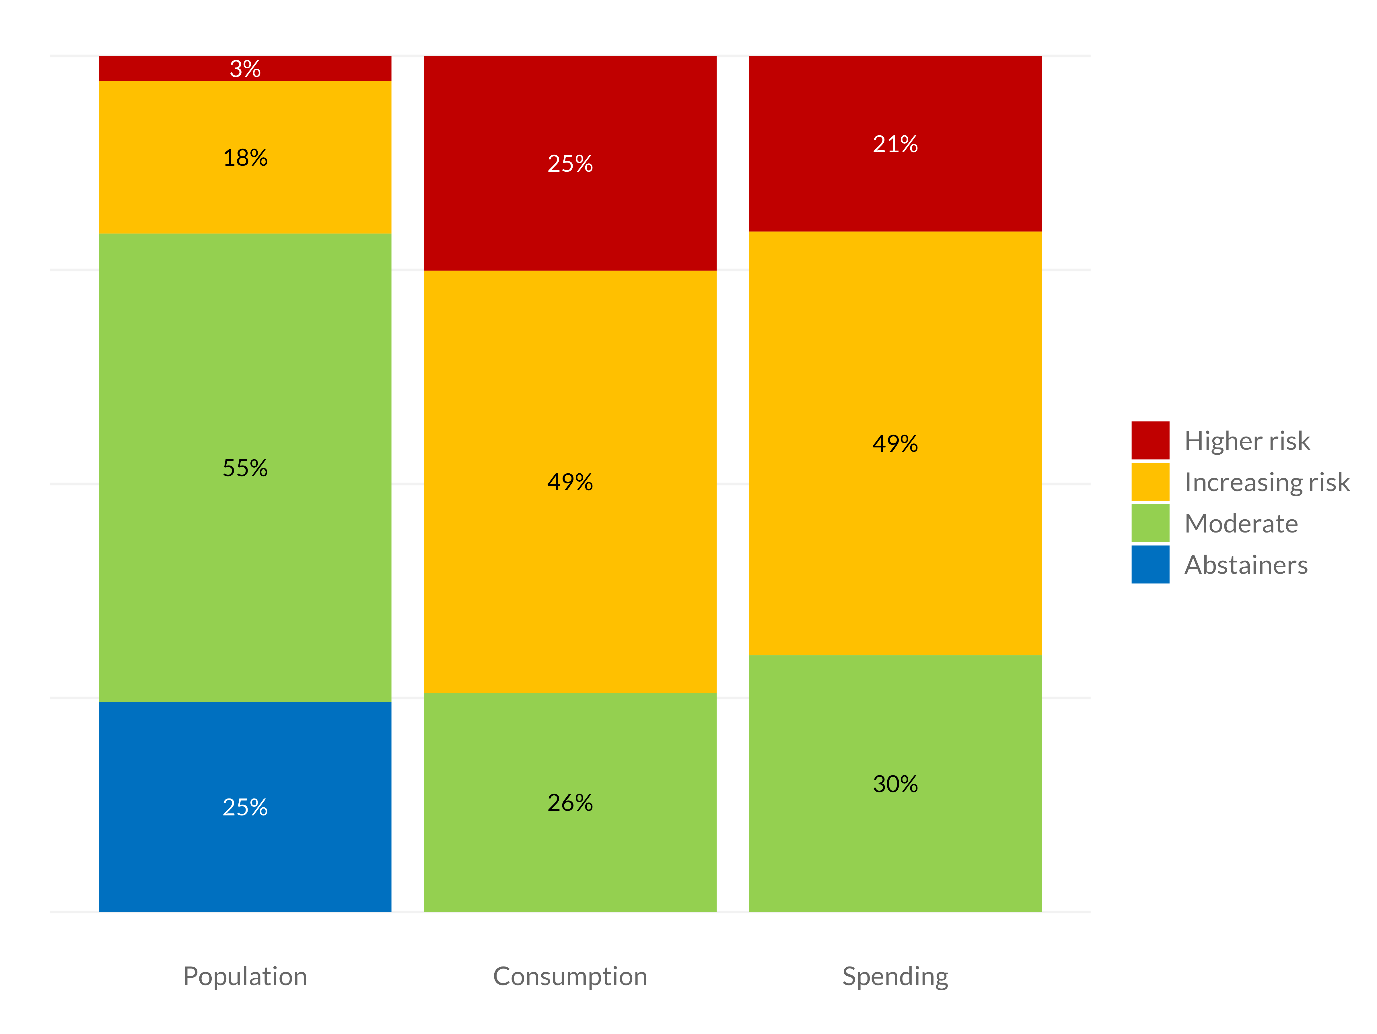 3%
18%
55%
25%
25%
49%
26%
21%
49%
30%
Higher risk
Increasing risk
Moderate
Abstainers
Population
Consumption
Spending